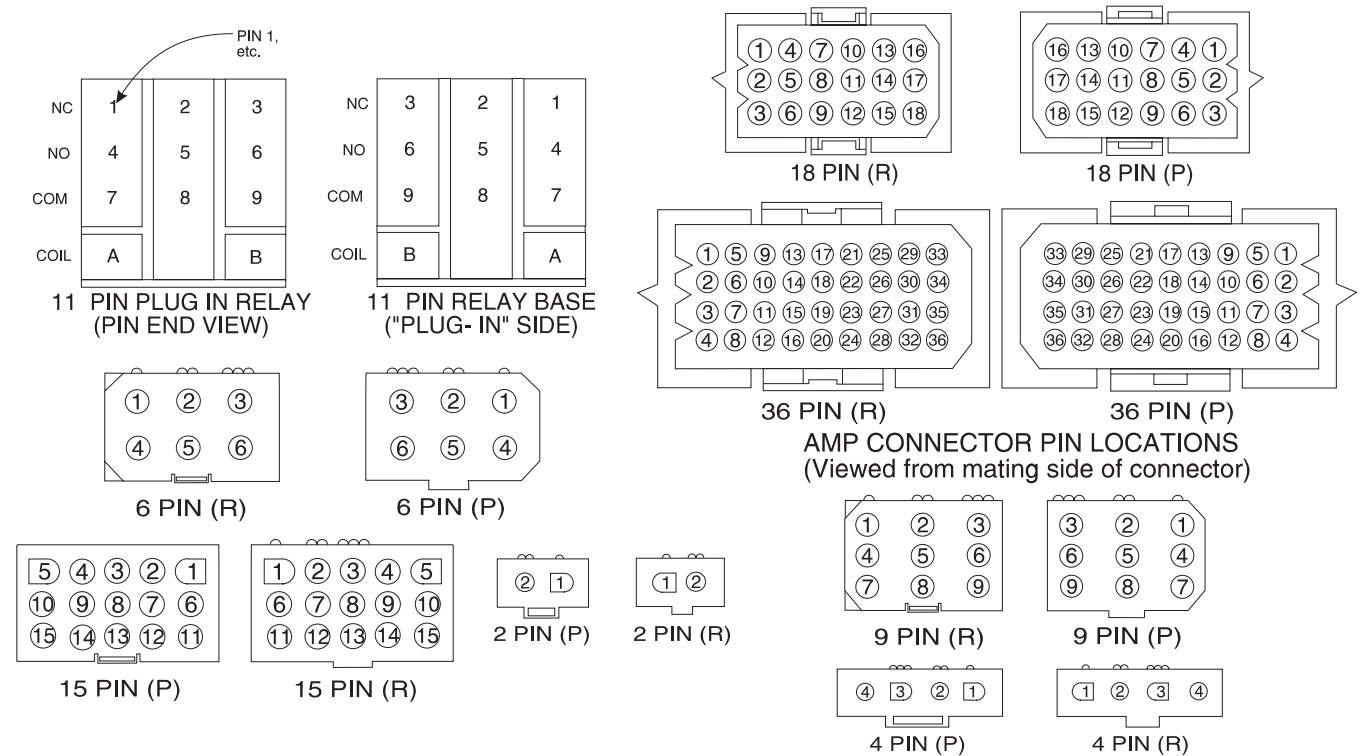 PIN 1,
etc.
NC 1 2 3
NO 4 5 6
COM 7 8 9
COIL A B
11 PIN PLUG IN RELAY
(PIN END VIEW)
NC 3 2 1
NO 6 5 4
COM 9 8 7
COIL B A
11 PIN RELAY BASE
("PLUG- IN" SIDE)
1 4 7 10 13 16
2 5 8 11 14 17
3 6 9 12 15 18
18 PIN (R)
16 13 10 7 4 1
17 14 11 8 5 2
18 15 12 9 6 3
18 PIN (P)
1 5 9 13 17 21 25 29 33
2 6 10 14 18 22 26 30 34
3 7 11 15 19 23 27 31 35
4 8 12 16 20 24 28 32 36
36 PIN (R)
33 29 25 21 17 13 9 5 1
34 30 26 22 18 14 10 6 2
35 31 27 23 19 15 11 7 3
36 32 28 24 20 16 12 8 4
36 PIN (P)
AMP CONNECTOR PIN LOCATIONS
(Viewed from mating side of connector)
1 2 3
4 5 6
6 PIN (R)
3 2 1
6 5 4
6 PIN (P)
5 4 3 2 1
10 9 8 7 6
15 14 13 12 11
15 PIN (P)
1 2 3 4 5
6 7 8 9 10
11 12 13 14 15
15 PIN (R)
2 1
2 PIN (P)
1 2
2 PIN (R)
1 2 3
4 5 6
7 8 9
9 PIN (R)
3 2 1
6 5 4
9 8 7
9 PIN (P)
4 3 2 1
4 PIN (P)
1 2 3 4
4 PIN (R)